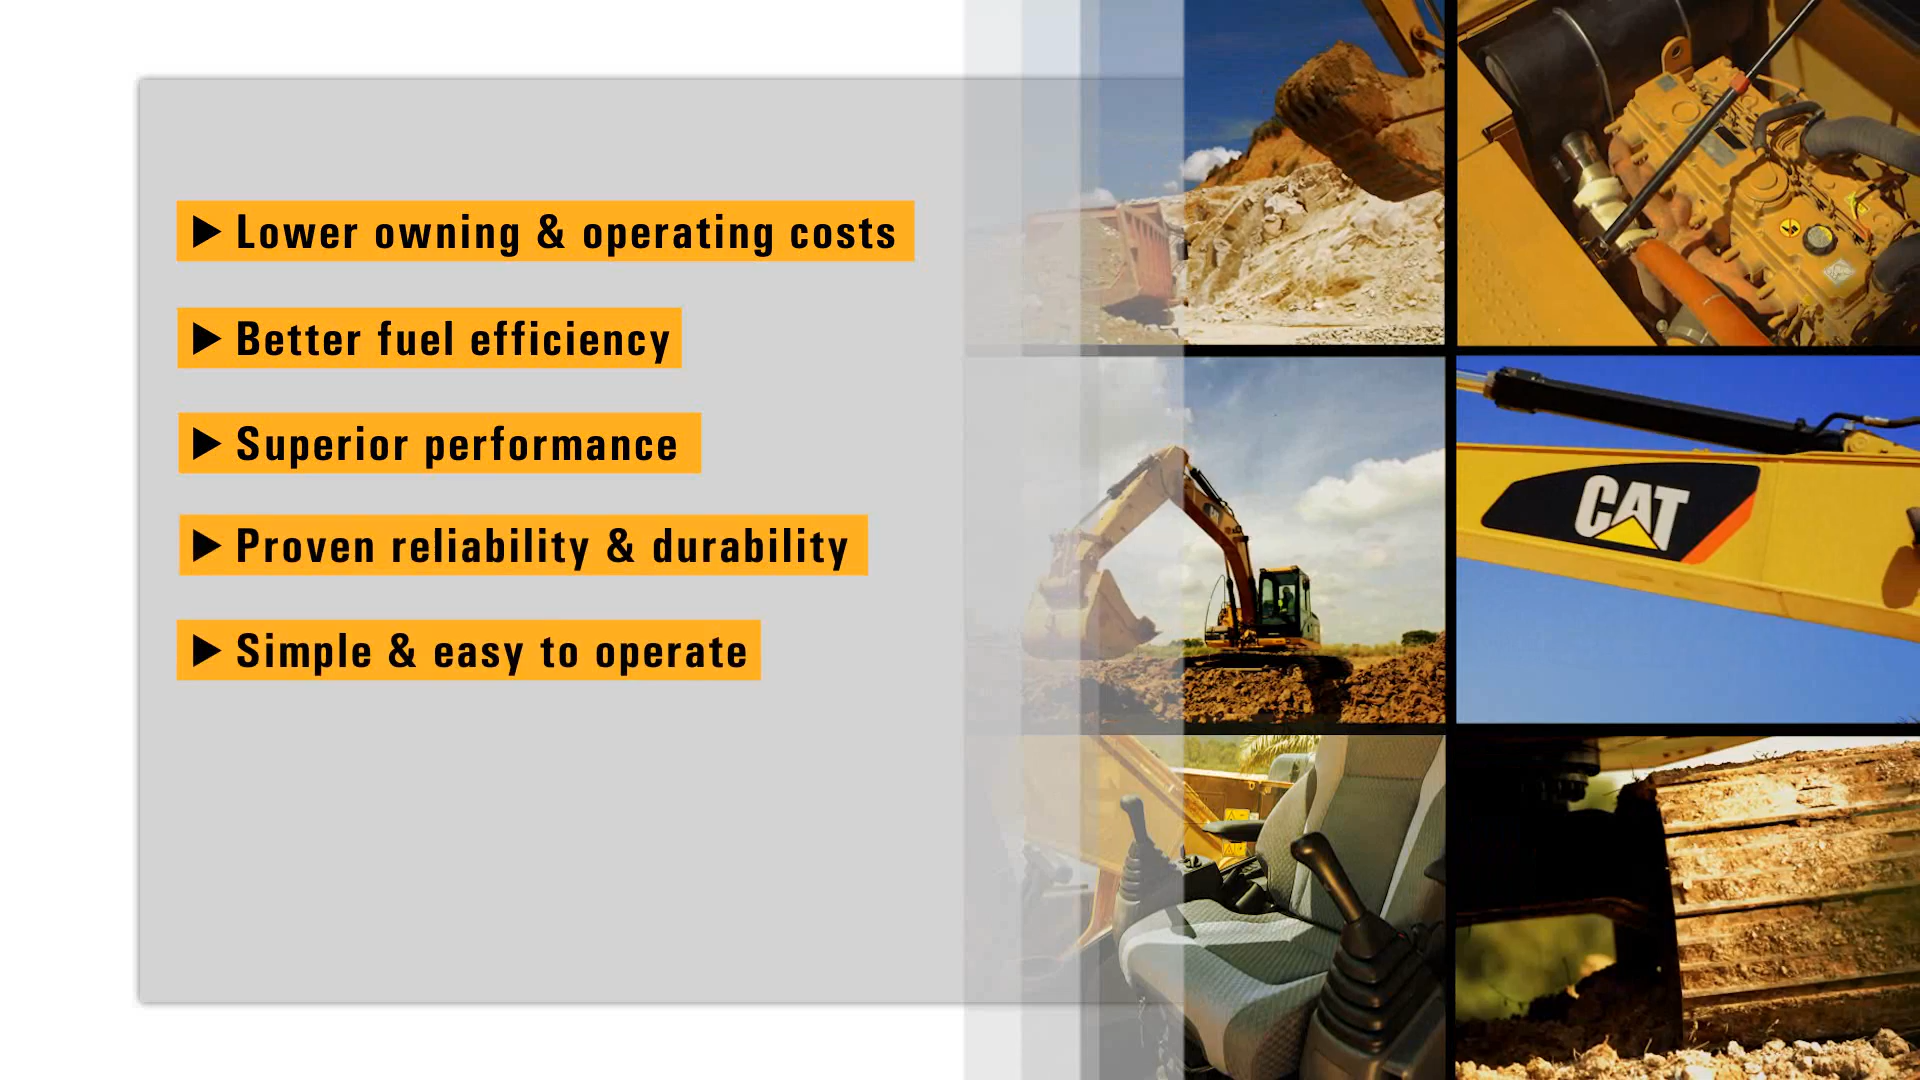 ▶ Lower owning & operating costs
▶ Better fuel efficiency
▶ Superior performance
▶ Proven reliability & durability
▶ Simple & easy to operate
CAT